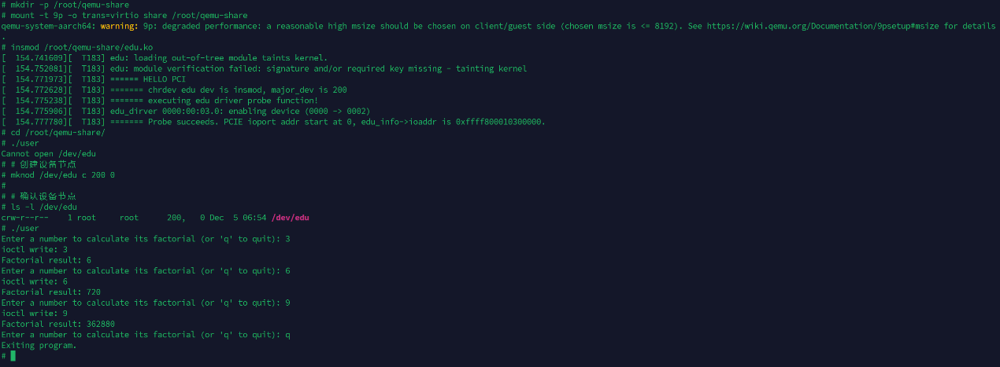 # mkdir -p /root/qemu-share
# mount -t 9p -o trans=virtio share /root/qemu-share
qemu-system-aarch64: warning: 9p: degraded performance: a reasonable high msize should be chosen on client/guest side (chosen msize is <= 8192). See https://wiki.qemu.org/Documentation/9psetup#msize for details
.
# insmod /root/qemu-share/edu.ko
[  154.741609][  T183] edu: loading out-of-tree module taints kernel.
[  154.752081][  T183] edu: module verification failed: signature and/or required key missing - tainting kernel
[  154.771973][  T183] ====== HELLO PCI
[  154.772628][  T183] ======= chrdev edu dev is insmod, major_dev is 200
[  154.775238][  T183] ======= executing edu driver probe function!
[  154.775906][  T183] edu_dirver 0000:00:03.0: enabling device (0000 -> 0002)
[  154.777780][  T183] ======= Probe succeeds. PCIE ioport addr start at 0, edu_info->ioaddr is 0xffff800010300000.
# cd /root/qemu-share/
# ./user
Cannot open /dev/edu
# # 创建设备节点
# mknod /dev/edu c 200 0
#
# # 确认设备节点
# ls -l /dev/edu
crw-r--r--    1 root     root      200,   0 Dec  5 06:54 /dev/edu
# ./user
Enter a number to calculate its factorial (or 'q' to quit): 3
ioctl write: 3
Factorial result: 6
Enter a number to calculate its factorial (or 'q' to quit): 6
ioctl write: 6
Factorial result: 720
Enter a number to calculate its factorial (or 'q' to quit): 9
ioctl write: 9
Factorial result: 362880
Enter a number to calculate its factorial (or 'q' to quit): q
Exiting program.
#